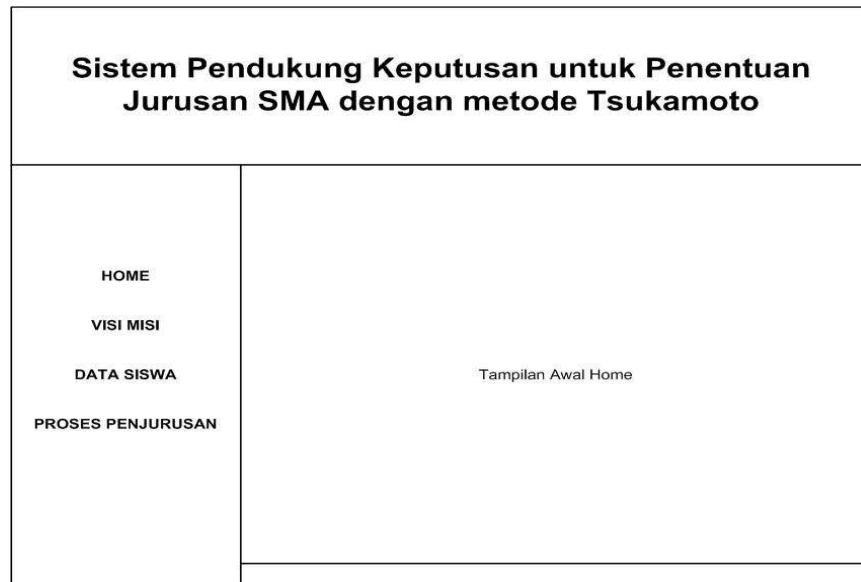 Sistem Pendukung Keputusan untuk Penentuan
Jurusan SMA dengan metode Tsukamoto
HOME
VISI MISI
DATA SISWA
PROSES PENJURUSAN
Tampilan Awal Home